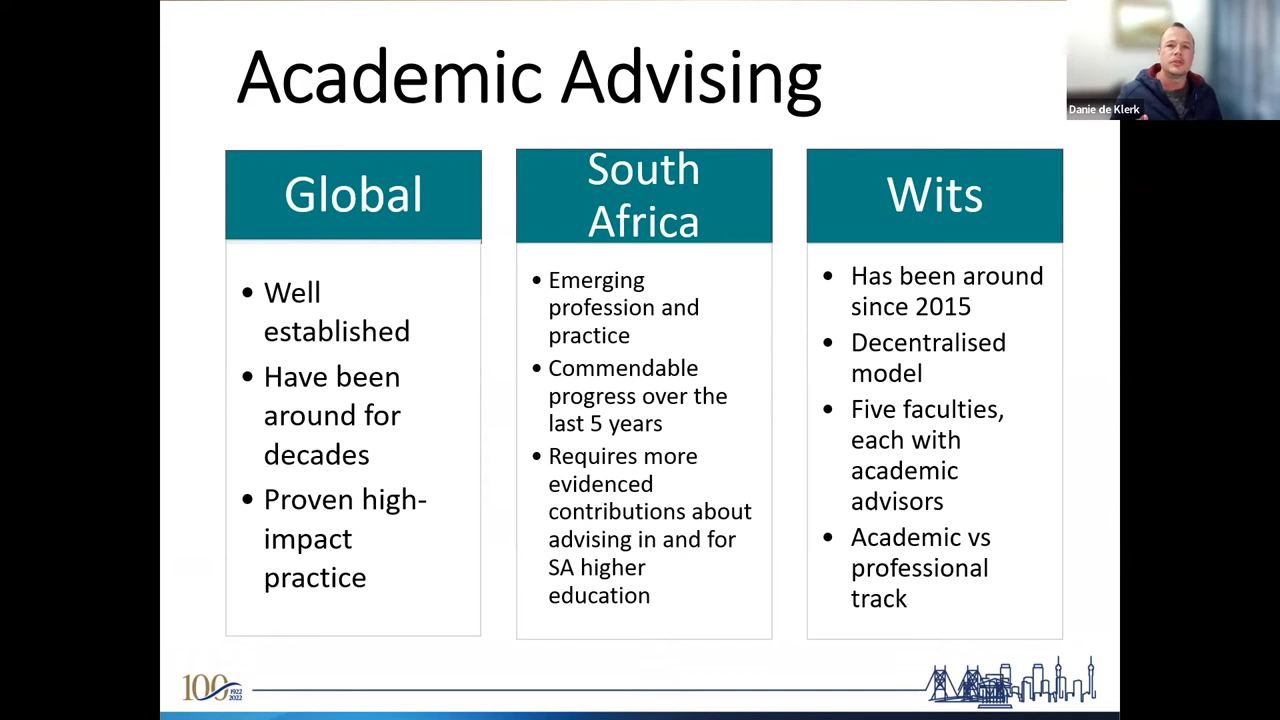 Academic Advising
Danie de Klerk
Global
• Well
established
• Have been
around for
decades
• Proven high-
impact
practice
South
Africa
• Emerging
profession and
practice
• Commendable
progress over the
last 5 years
• Requires more
evidenced
contributions about
advising in and for
SA higher
education
Wits
• Has been around
since 2015
• Decentralised
model
• Five faculties,
each with
academic
advisors
• Academic vs
professional
track
100
1922
2022